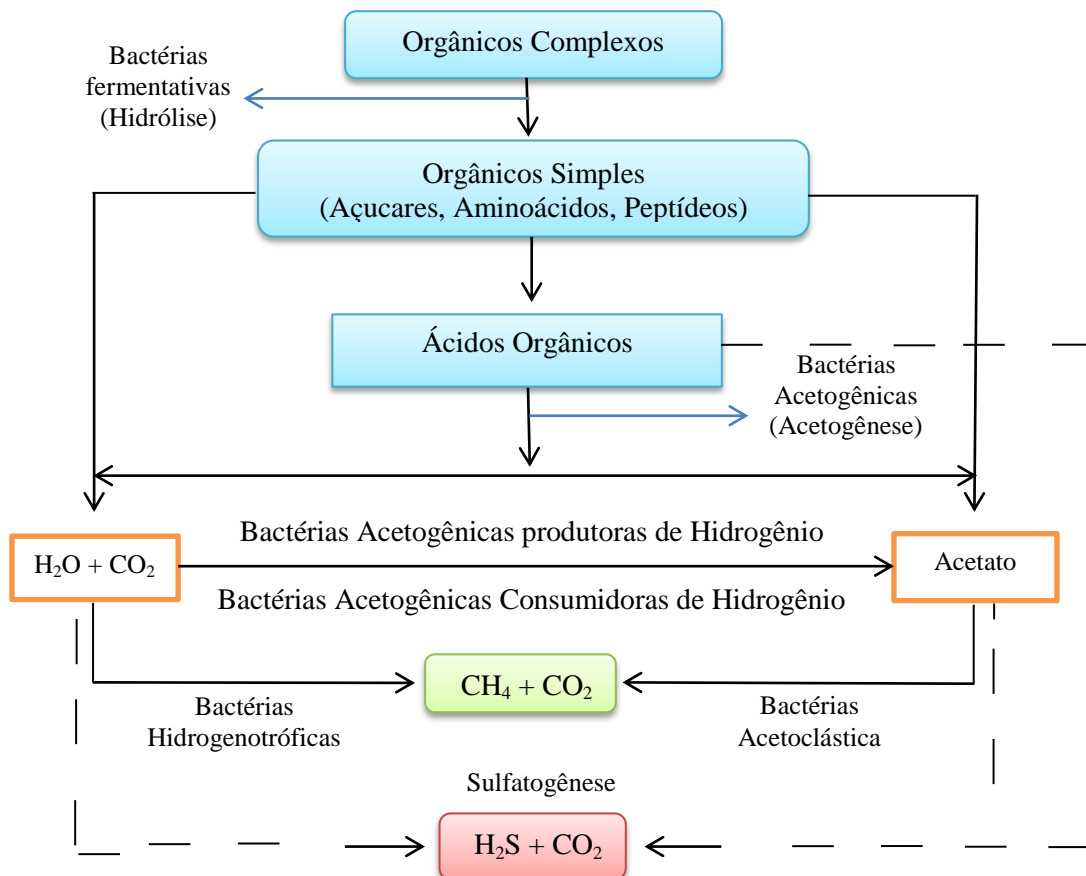 Orgânicos Complexos
Bactérias
fermentativas
(Hidrólise)
Orgânicos Simples
(Açucares, Aminoácidos, Peptídeos)
Ácidos Orgânicos
Bactérias
Acetogênicas
(Acetogênese)
Bactérias Acetogênicas produtoras de Hidrogênio
H₂O + CO₂
Acetato
Bactérias Acetogênicas Consumidoras de Hidrogênio
CH₄ + CO₂
Bactérias
Hidrogenotróficas
Bactérias
Acetoclástica
Sulfatogênese
H₂S + CO₂